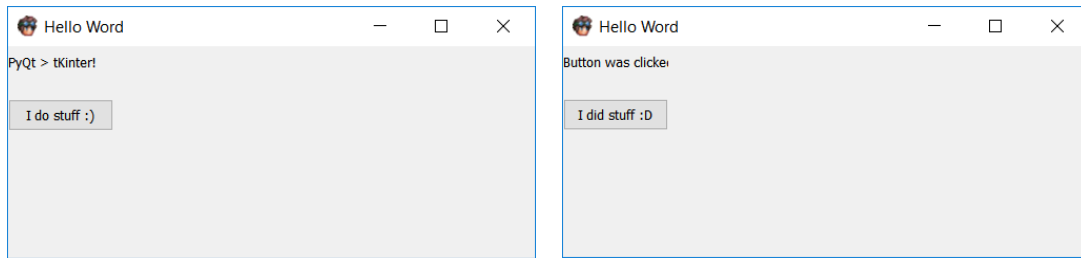 Hello Word
PyQt > tKinter!
I do stuff :)
Hello Word
Button was clicke
I did stuff :D